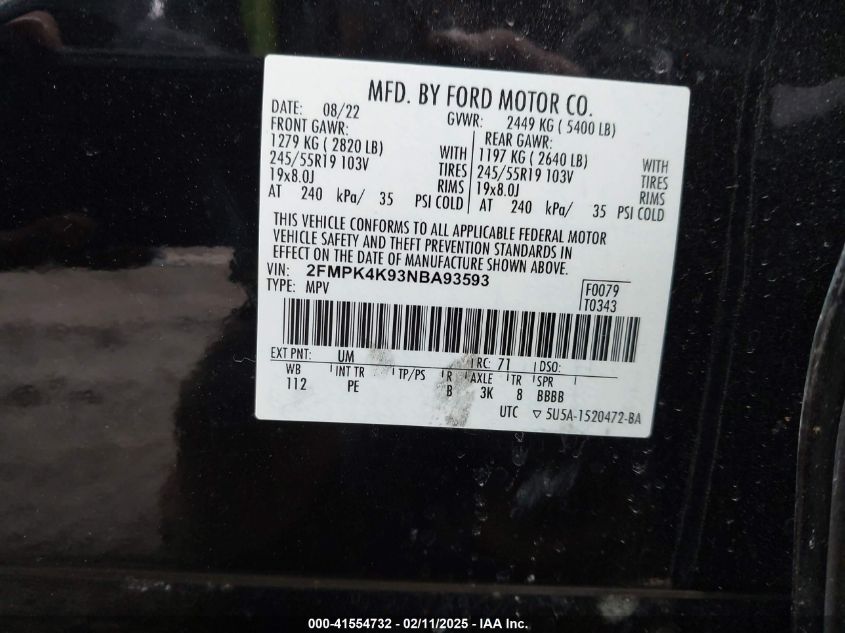 MFD. BY FORD MOTOR CO.
DATE: 08/22 GVWR: 2449 KG ( 5400 LB)
FRONT GAWR: REAR GAWR:
1279 KG ( 2820 LB) WITH 1197 KG ( 2640 LB) WITH
245/55R19 103V TIRES 245/55R19 103V TIRES
19x8.0J RIMS 19x8.0J RIMS
AT 240 kPa/ 35 PSI COLD AT 240 kPa/ 35 PSI COLD
THIS VEHICLE CONFORMS TO ALL APPLICABLE FEDERAL MOTOR
VEHICLE SAFETY AND THEFT PREVENTION STANDARDS IN
EFFECT ON THE DATE OF MANUFACTURE SHOWN ABOVE.
VIN: 2FMPK4K93NBA93593
TYPE: MPV
F0079
T0343
EXT PNT: UM RC: 71 DSO:
WB INT TR TP/PS R AXLE TR SPR
112 PE B 3K 8 BBBB
UTC ▽ 5U5A-1520472-BA
000-41554732 - 02/11/2025 - IAA Inc.